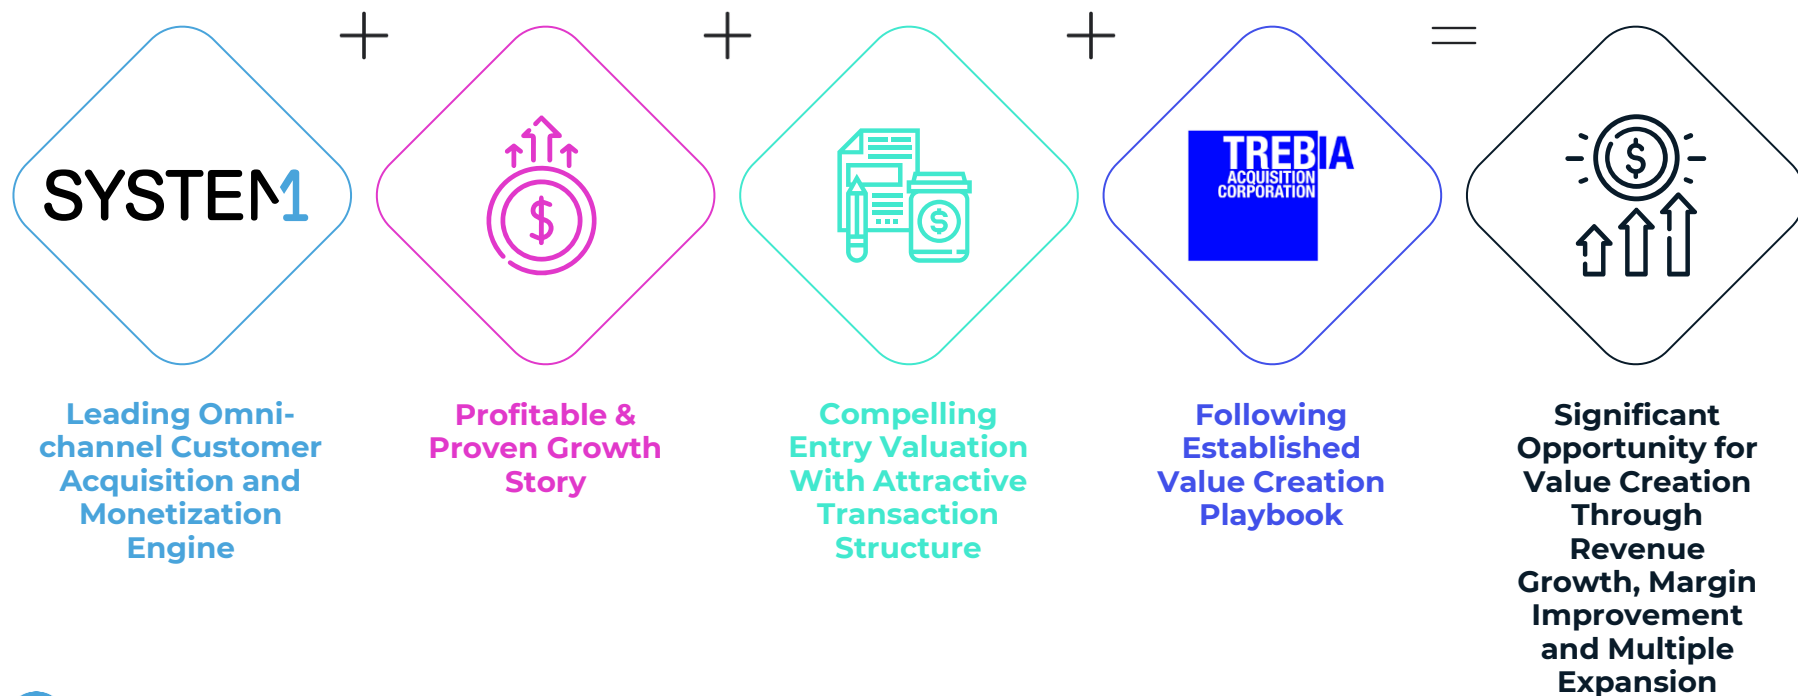 + + + =
SYSTEM1
$
$
TREBIA
ACQUISITION
CORPORATION
$
Leading Omni-
channel Customer
Acquisition and
Monetization
Engine
Profitable &
Proven Growth
Story
Compelling
Entry Valuation
With Attractive
Transaction
Structure
Following
Established
Value Creation
Playbook
Significant
Opportunity for
Value Creation
Through
Revenue
Growth, Margin
Improvement
and Multiple
Expansion